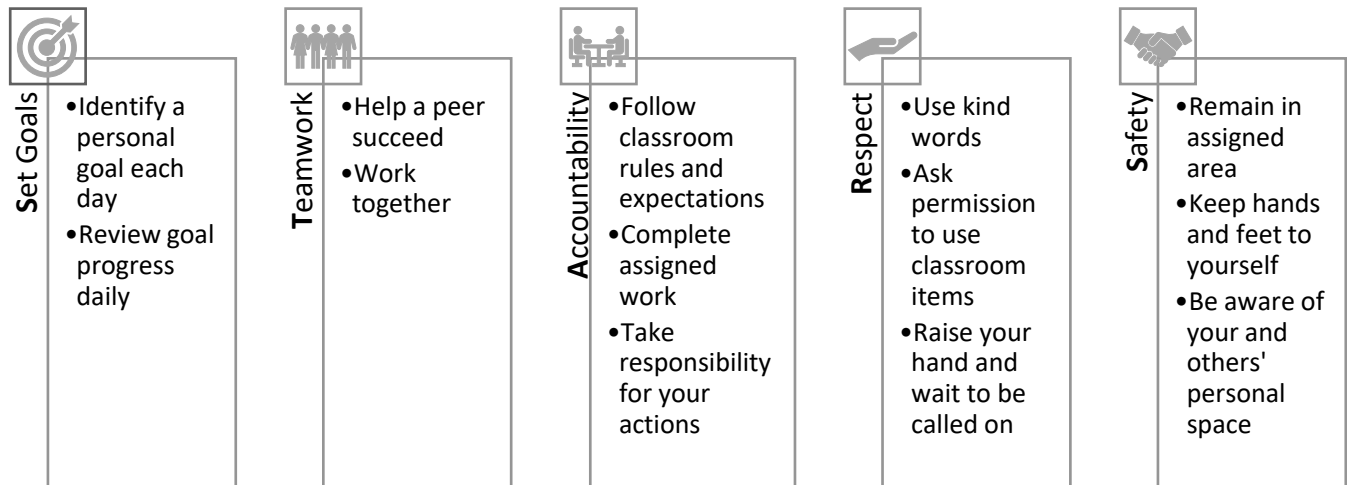 Set Goals
•Identify a
personal
goal each
day
•Review goal
progress
daily
Teamwork
•Help a peer
succeed
•Work
together
Accountability
•Follow
classroom
rules and
expectations
•Complete
assigned
work
•Take
responsibility
for your
actions
Respect
•Use kind
words
•Ask
permission
to use
classroom
items
•Raise your
hand and
wait to be
called on
Safety
•Remain in
assigned
area
•Keep hands
and feet to
yourself
•Be aware of
your and
others'
personal
space